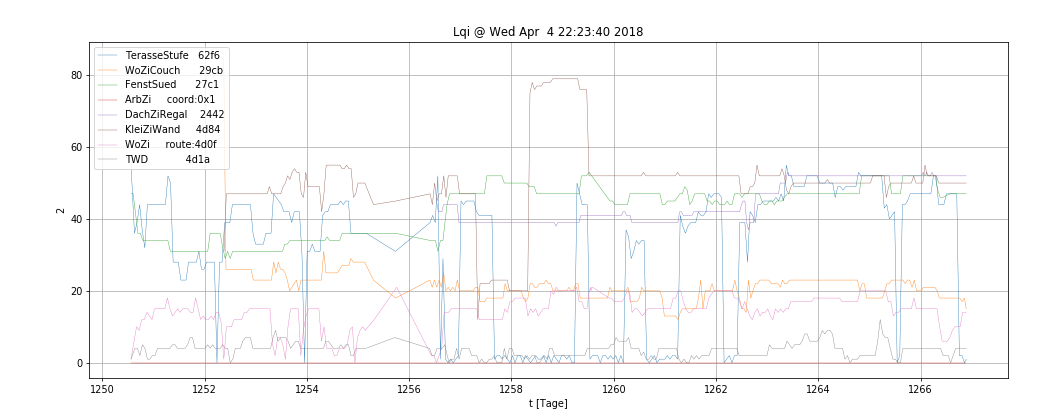 Lqi @ Wed Apr  4 22:23:40 2018
TerasseStufe 62f6
WoZiCouch 29cb
FenstSued 27c1
ArbZi coord:0x1
DachZiRegal 2442
KleiZiWand 4d84
WoZi route:4d0f
TWD 4d1a
80
60
40
20
0
2
1250 1252 1254 1256 1258 1260 1262 1264 1266
t [Tage]